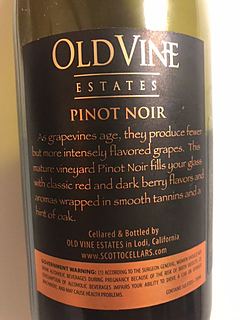 OLD VINE
ESTATES
PINOT NOIR
As grapevines age, they produce fewer
but more intensely flavored grapes. This
mature vineyard Pinot Noir fills your glass
with classic red and dark berry flavors and
aromas wrapped in smooth tannins and a
hint of oak.
Cellared & Bottled by
OLD VINE ESTATES in Lodi, California
www.SCOTTOCELLARS.com
GOVERNMENT WARNING: (1) ACCORDING TO THE SURGEON GENERAL, WOMEN SHOULD NOT
DRINK ALCOHOLIC BEVERAGES DURING PREGNANCY BECAUSE OF THE RISK OF BIRTH DEFECTS. (2)
CONSUMPTION OF ALCOHOLIC BEVERAGES IMPAIRS YOUR ABILITY TO DRIVE A CAR OR OPERATE
MACHINERY, AND MAY CAUSE HEALTH PROBLEMS.